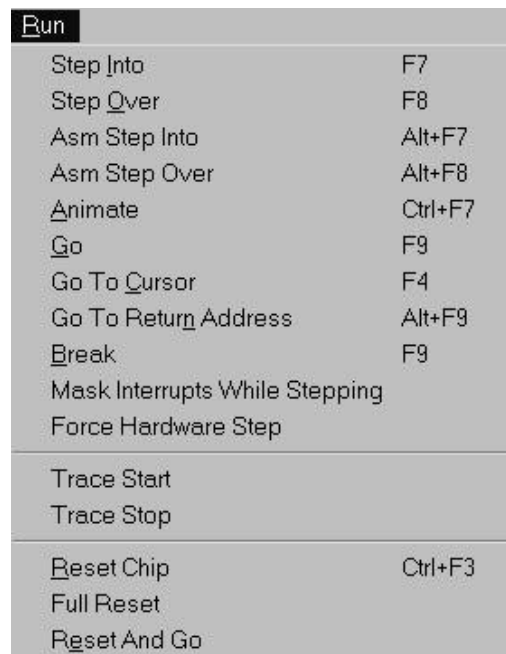 Run
Step Into F7
Step Over F8
Asm Step Into Alt+F7
Asm Step Over Alt+F8
Animate Ctrl+F7
Go F9
Go To Cursor F4
Go To Return Address Alt+F9
Break F9
Mask Interrupts While Stepping
Force Hardware Step
Trace Start
Trace Stop
Reset Chip Ctrl+F3
Full Reset
Reset And Go